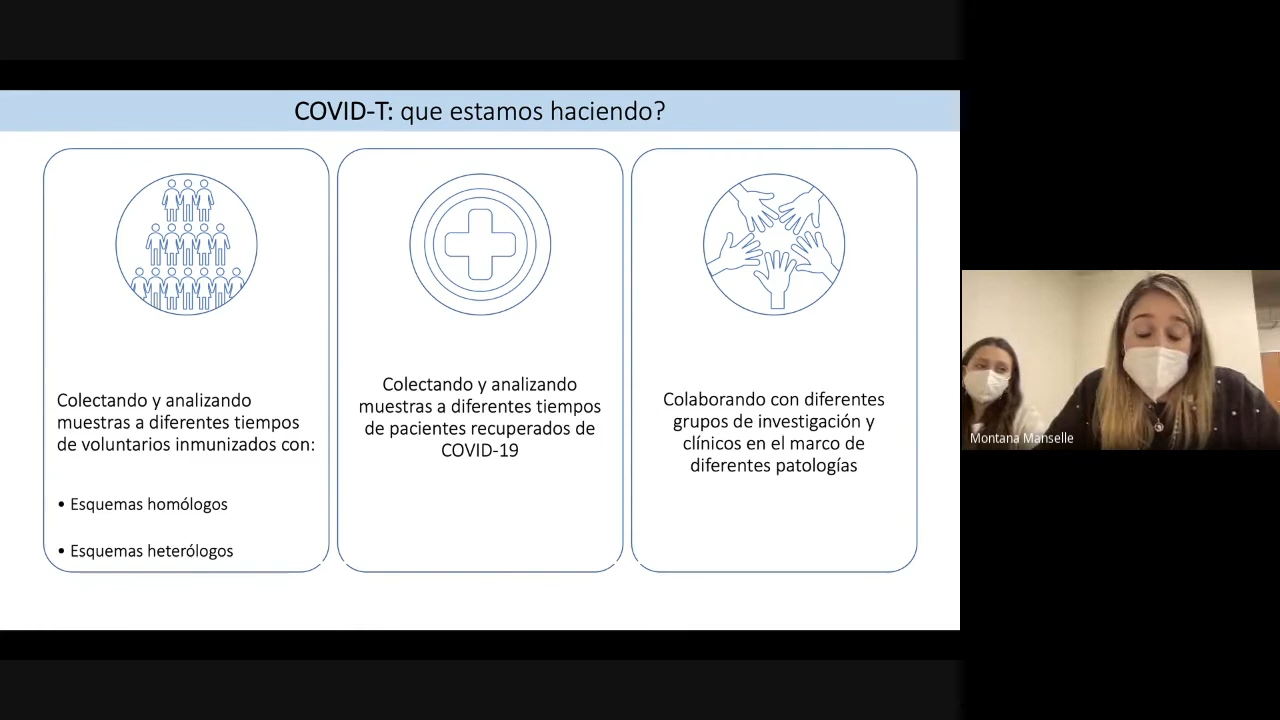 COVID-T: que estamos haciendo?
Colectando y analizando
muestras a diferentes tiempos
de voluntarios inmunizados con:
• Esquemas homólogos
• Esquemas heterólogos
Colectando y analizando
muestras a diferentes tiempos
de pacientes recuperados de
COVID-19
Colaborando con diferentes
grupos de investigación y
clínicos en el marco de
diferentes patologías
Montana Manselle